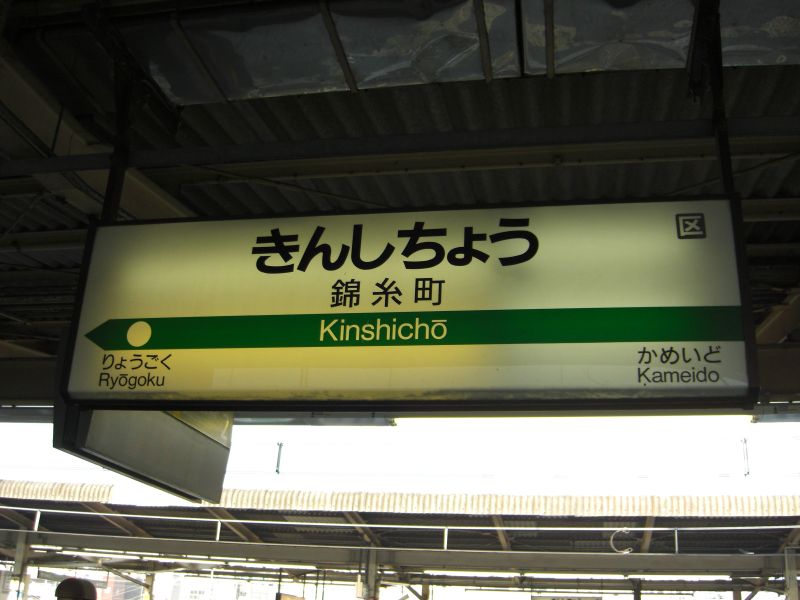 きんしちょう
区
錦糸町
Kinshichō
りょうごく
Ryōgoku
かめいど
Kameido